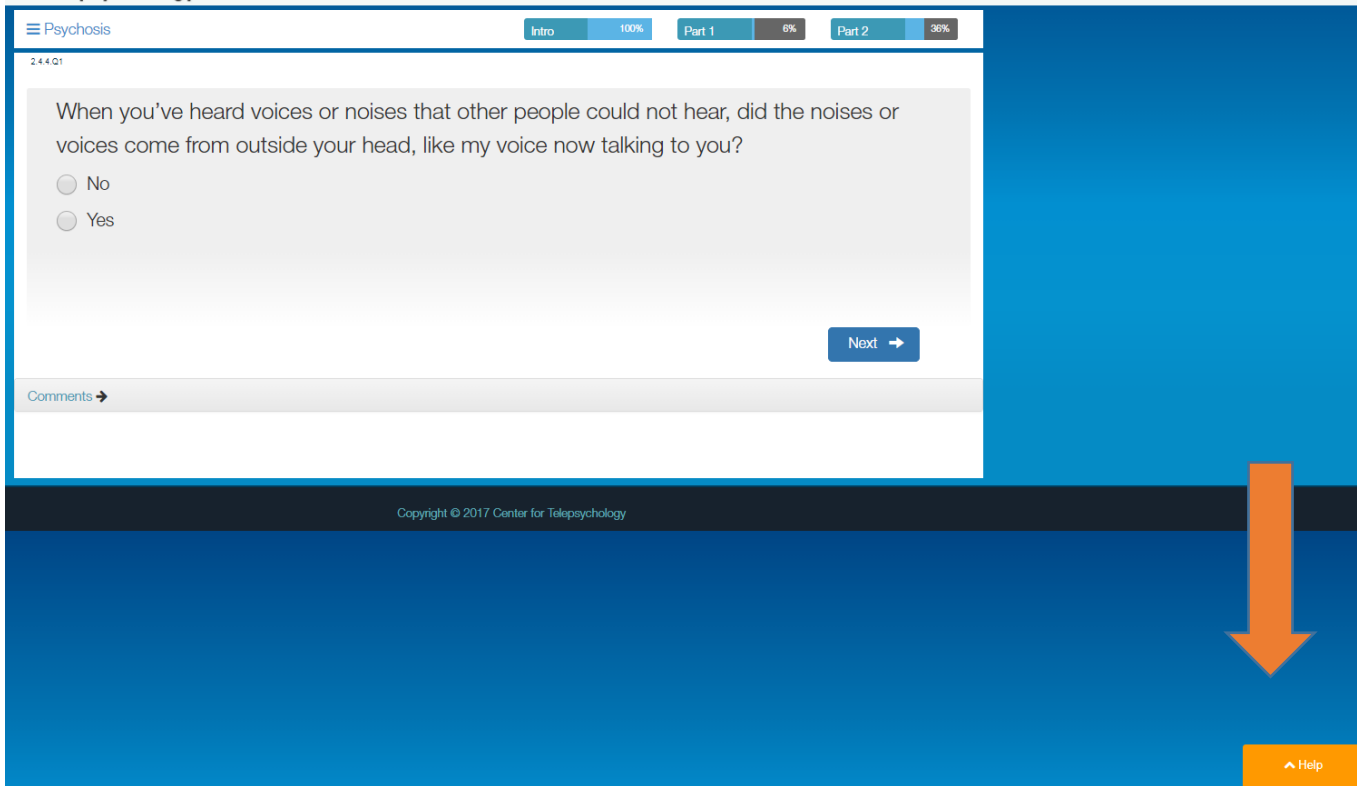 Psychosis
Intro 100% Part 1 6% Part 2 36%
2.4.4.Q1
When you’ve heard voices or noises that other people could not hear, did the noises or
voices come from outside your head, like my voice now talking to you?
No
Yes
Next
Comments
Copyright © 2017 Center for Telepsychology
Help